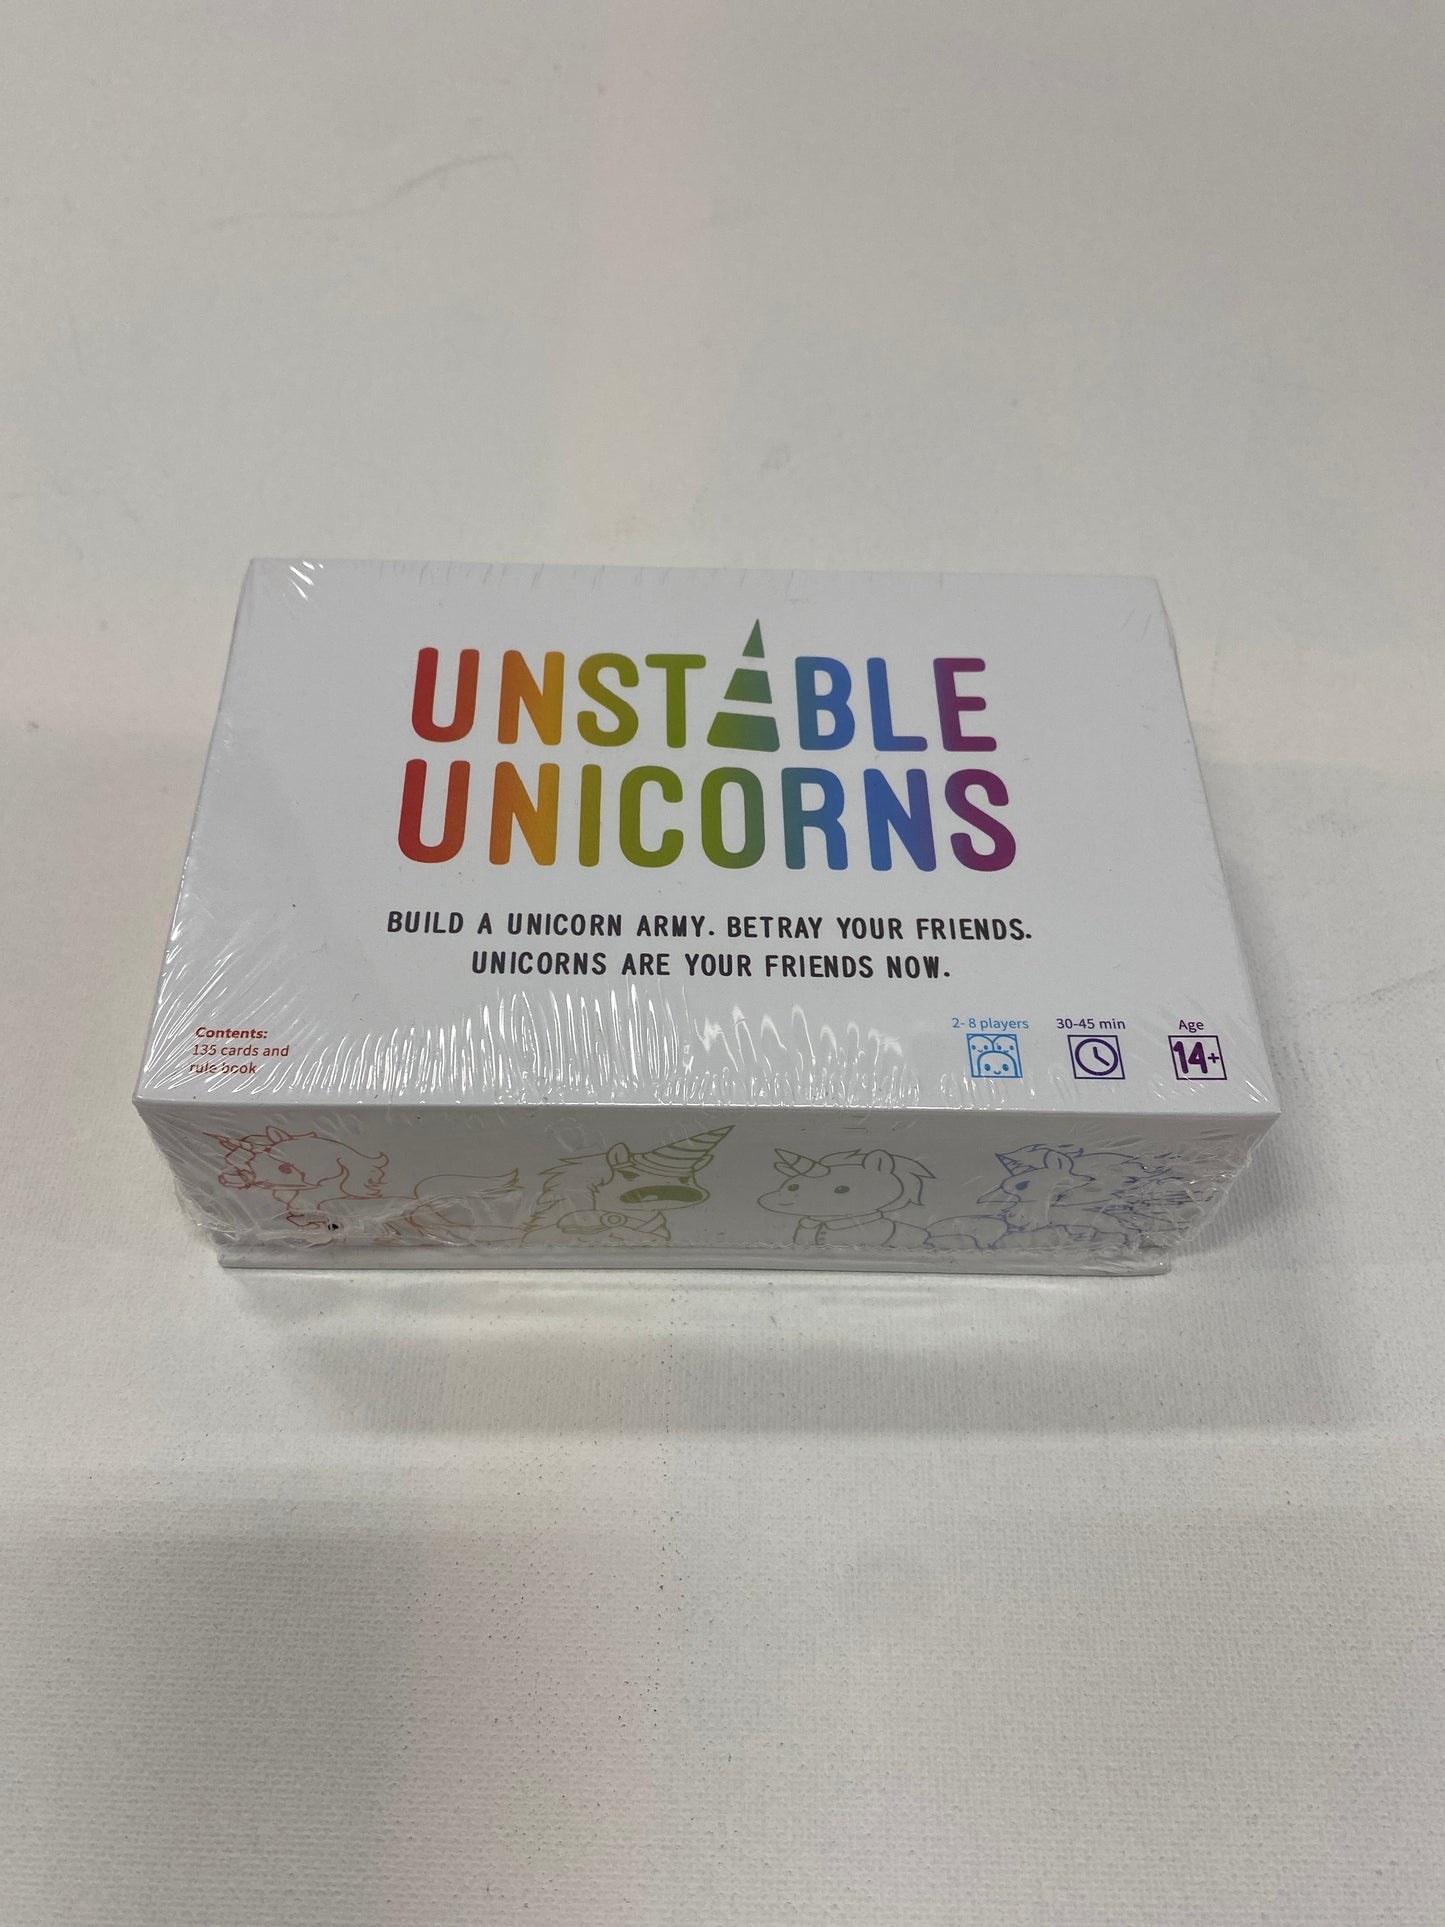 UNSTABLE
UNICORNS
BUILD A UNICORN ARMY. BETRAY YOUR FRIENDS.
UNICORNS ARE YOUR FRIENDS NOW.
Contents:
135 cards and
rule book
2- 8 players
30-45 min
Age
14+